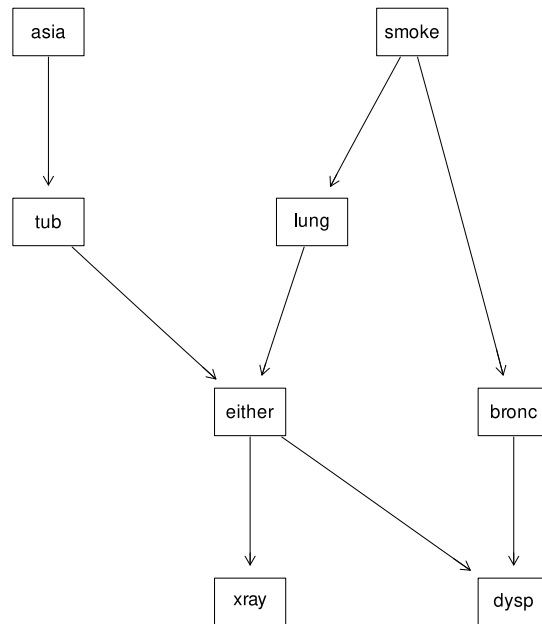 asia
smoke
tub
lung
either
bronc
xray
dysp